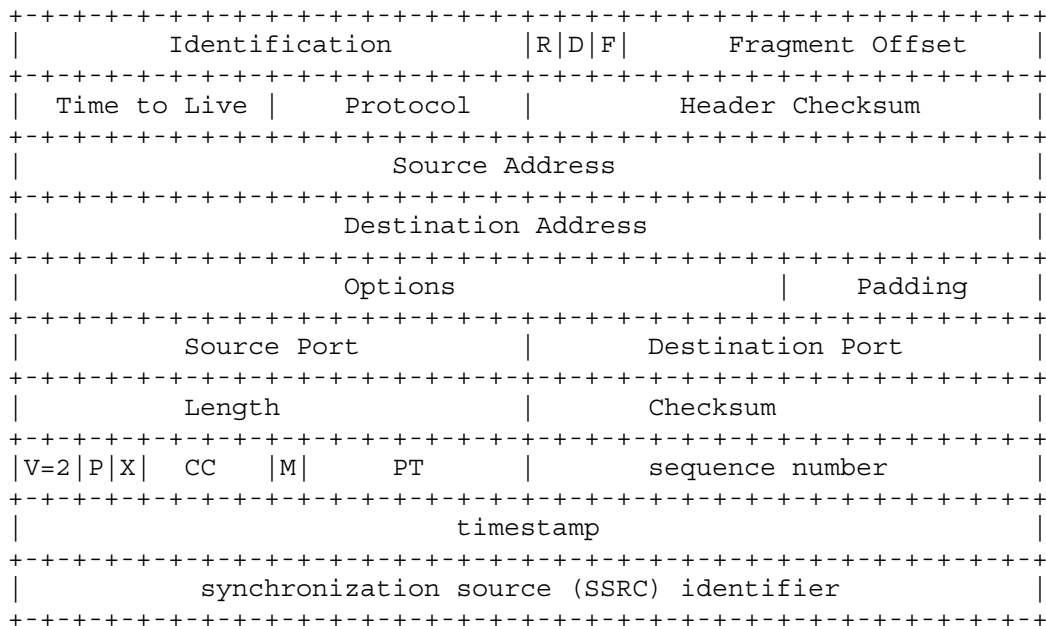 +-+-+-+-+-+-+-+-+-+-+-+-+-+-+-+-+-+-+-+-+-+-+-+-+-+-+-+-+-+-+-+-+
|         Identification        |R|D|F|      Fragment Offset    |
+-+-+-+-+-+-+-+-+-+-+-+-+-+-+-+-+-+-+-+-+-+-+-+-+-+-+-+-+-+-+-+-+
|  Time to Live |    Protocol   |         Header Checksum       |
+-+-+-+-+-+-+-+-+-+-+-+-+-+-+-+-+-+-+-+-+-+-+-+-+-+-+-+-+-+-+-+-+
|                       Source Address                          |
+-+-+-+-+-+-+-+-+-+-+-+-+-+-+-+-+-+-+-+-+-+-+-+-+-+-+-+-+-+-+-+-+
|                    Destination Address                        |
+-+-+-+-+-+-+-+-+-+-+-+-+-+-+-+-+-+-+-+-+-+-+-+-+-+-+-+-+-+-+-+-+
|                    Options                    |    Padding    |
+-+-+-+-+-+-+-+-+-+-+-+-+-+-+-+-+-+-+-+-+-+-+-+-+-+-+-+-+-+-+-+-+
|          Source Port          |       Destination Port        |
+-+-+-+-+-+-+-+-+-+-+-+-+-+-+-+-+-+-+-+-+-+-+-+-+-+-+-+-+-+-+-+-+
|          Length               |       Checksum                |
+-+-+-+-+-+-+-+-+-+-+-+-+-+-+-+-+-+-+-+-+-+-+-+-+-+-+-+-+-+-+-+-+
|V=2|P|X|  CC   |M|     PT      |       sequence number         |
+-+-+-+-+-+-+-+-+-+-+-+-+-+-+-+-+-+-+-+-+-+-+-+-+-+-+-+-+-+-+-+-+
|                           timestamp                           |
+-+-+-+-+-+-+-+-+-+-+-+-+-+-+-+-+-+-+-+-+-+-+-+-+-+-+-+-+-+-+-+-+
|           synchronization source (SSRC) identifier            |
+-+-+-+-+-+-+-+-+-+-+-+-+-+-+-+-+-+-+-+-+-+-+-+-+-+-+-+-+-+-+-+-+